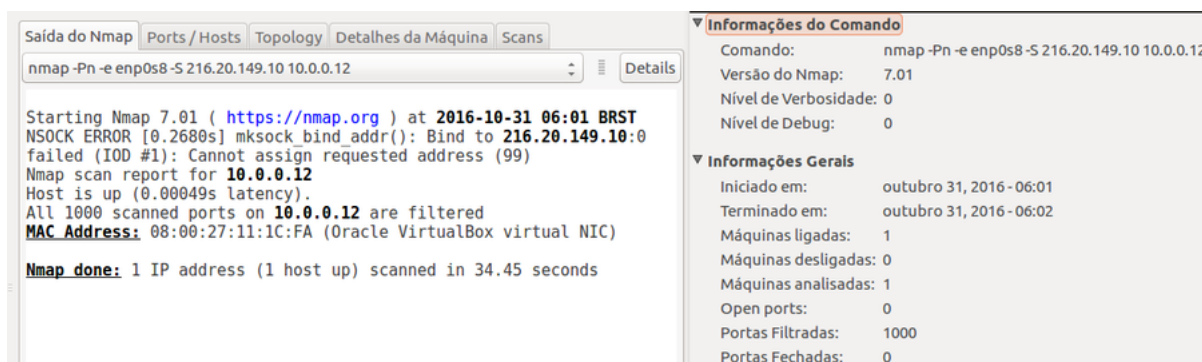 Saída do Nmap Ports / Hosts Topology Detalhes da Máquina Scans
nmap -Pn -e enp0s8 -S 216.20.149.10 10.0.0.12 Details
Starting Nmap 7.01 ( https://nmap.org ) at 2016-10-31 06:01 BRST
NSOCK ERROR [0.2680s] mksock_bind_addr(): Bind to 216.20.149.10:0
failed (IOD #1): Cannot assign requested address (99)
Nmap scan report for 10.0.0.12
Host is up (0.00049s latency).
All 1000 scanned ports on 10.0.0.12 are filtered
MAC Address: 08:00:27:11:1C:FA (Oracle VirtualBox virtual NIC)
Nmap done: 1 IP address (1 host up) scanned in 34.45 seconds
Informações do Comando
Comando: nmap -Pn -e enp0s8 -S 216.20.149.10 10.0.0.12
Versão do Nmap: 7.01
Nível de Verbosidade: 0
Nível de Debug: 0
Informações Gerais
Iniciado em: outubro 31, 2016 - 06:01
Terminado em: outubro 31, 2016 - 06:02
Máquinas ligadas: 1
Máquinas desligadas: 0
Máquinas analisadas: 1
Open ports: 0
Portas Filtradas: 1000
Portas Fechadas: 0